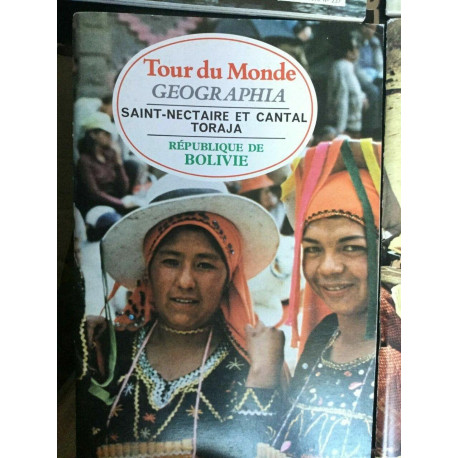 Tour du Monde
GEOGRAPHIA
SAINT-NECTAIRE ET CANTAL
TORAJA
RÉPUBLIQUE DE
BOLIVIE